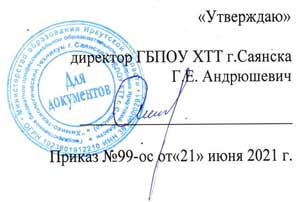 «Утверждаю»
директор ГБПОУ ХТТ г.Саянска
Г.Е. Андрюшевич
Для
документов
Приказ №99-ос от«21» июня 2021 г.